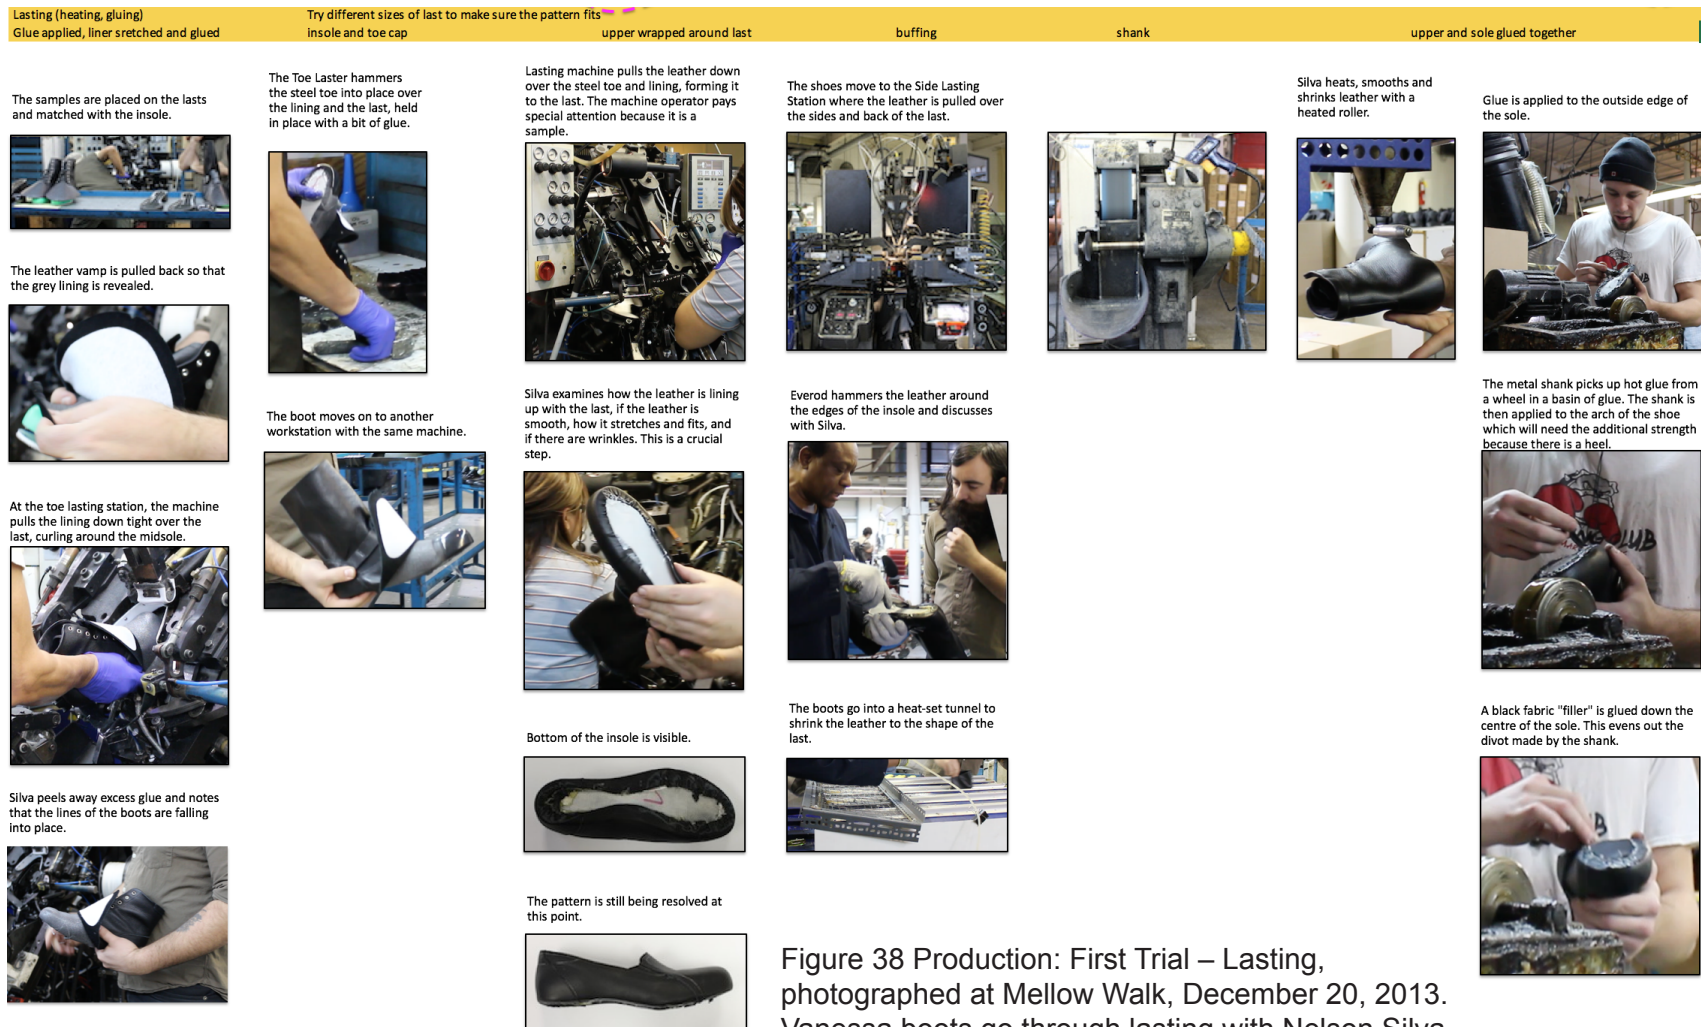 Lasting (heating, gluing)
Try different sizes of last to make sure the pattern fits
Glue applied, liner sretched and glued
insole and toe cap
upper wrapped around last
buffing
shank
upper and sole glued together
The samples are placed on the lasts
and matched with the insole.
The leather vamp is pulled back so that
the grey lining is revealed.
At the toe lasting station, the machine
pulls the lining down tight over the
last, curling around the midsole.
Silva peels away excess glue and notes
that the lines of the boots are falling
into place.
The Toe Laster hammers
the steel toe into place over
the lining and the last, held
in place with a bit of glue.
The boot moves on to another
workstation with the same machine.
Lasting machine pulls the leather down
over the steel toe and lining, forming it
to the last. The machine operator pays
special attention because it is a
sample.
Silva examines how the leather is lining
up with the last, if the leather is
smooth, how it stretches and fits, and
if there are wrinkles. This is a crucial
step.
Bottom of the insole is visible.
The pattern is still being resolved at
this point.
The shoes move to the Side Lasting
Station where the leather is pulled over
the sides and back of the last.
Everod hammers the leather around
the edges of the insole and discusses
with Silva.
The boots go into a heat-set tunnel to
shrink the leather to the shape of the
last.
Silva heats, smooths and
shrinks leather with a
heated roller.
Glue is applied to the outside edge of
the sole.
The metal shank picks up hot glue from
a wheel in a basin of glue. The shank is
then applied to the arch of the shoe
which will need the additional strength
because there is a heel.
A black fabric "filler" is glued down the
centre of the sole. This evens out the
divot made by the shank.
Figure 38 Production: First Trial – Lasting,
photographed at Mellow Walk, December 20, 2013.
Vanessa boots go through lasting with Nelson Silva